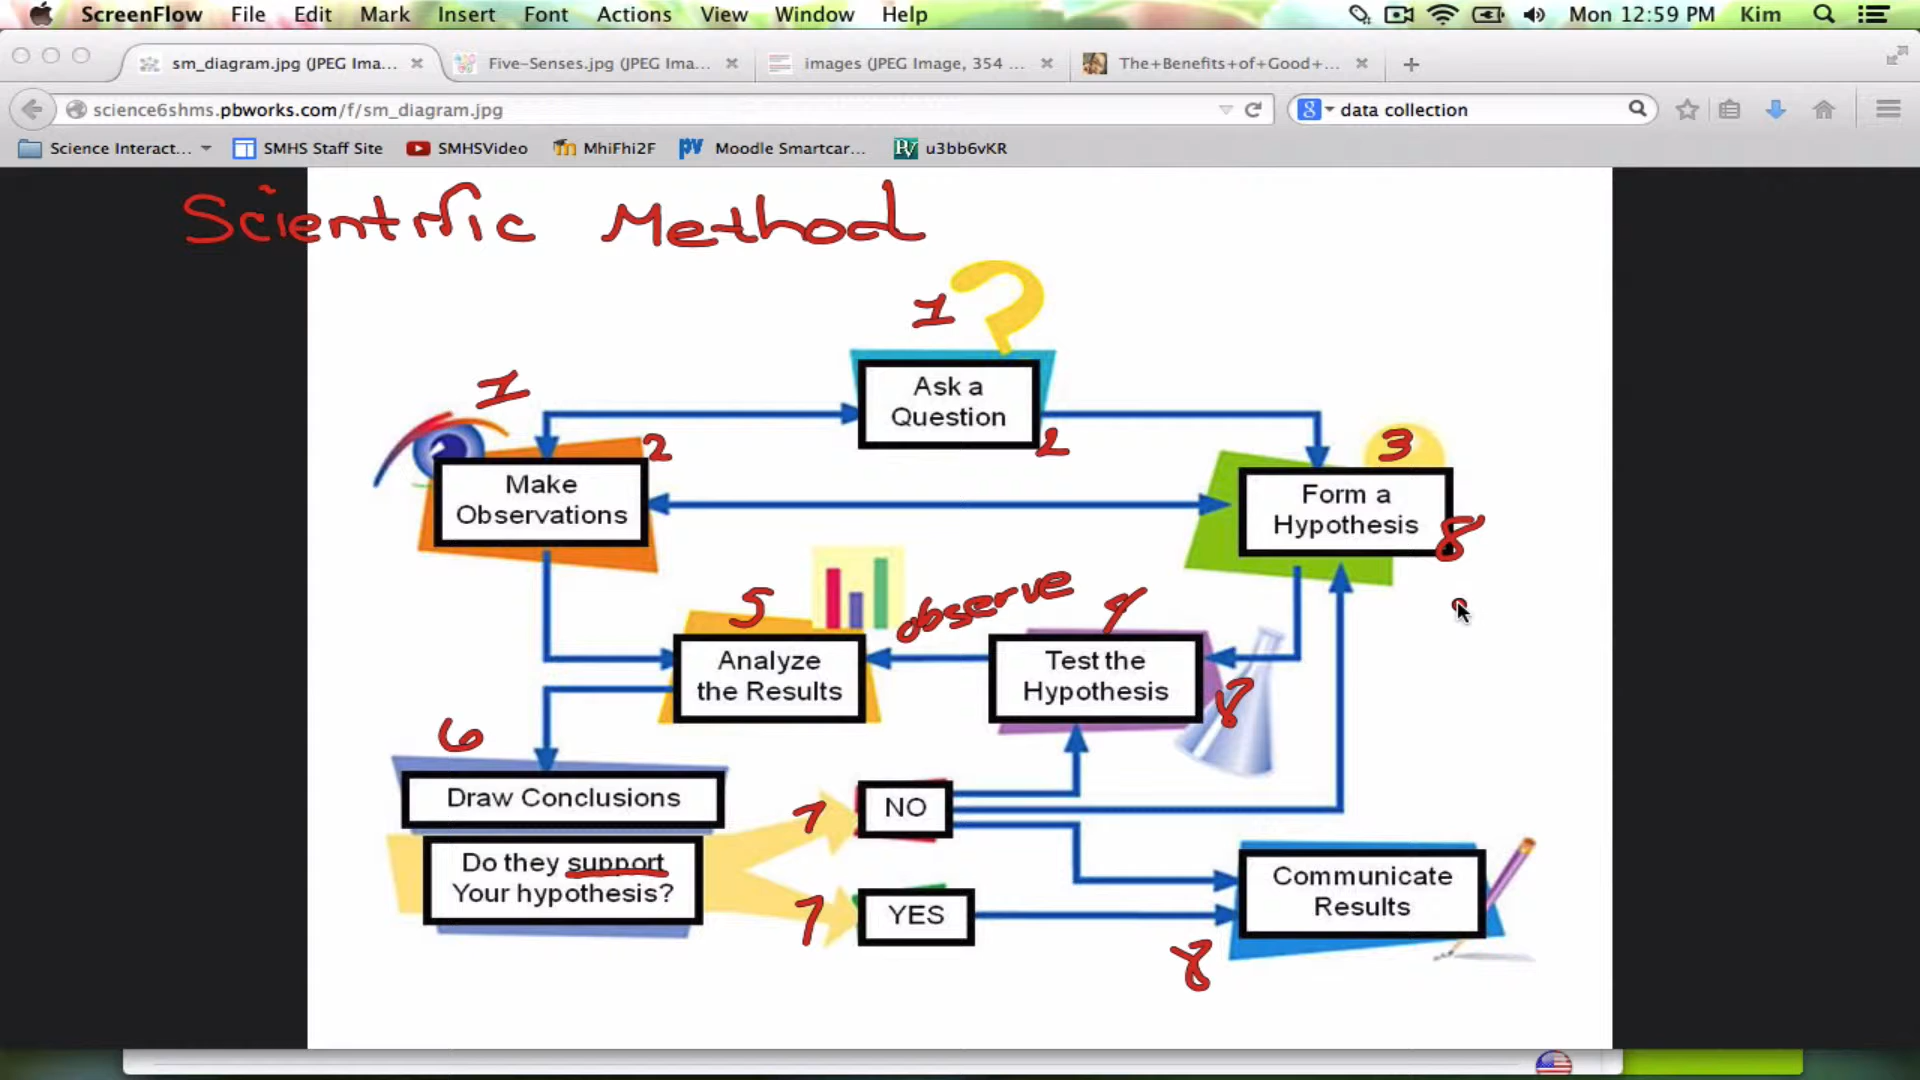 ScreenFlow File Edit Mark Insert Font Actions View Window Help Mon 12:59 PM Kim
sm_diagram.jpg (JPEG Ima... Five-Senses.jpg (JPEG Ima... images (JPEG Image, 354 ... The+Benefits+of+Good+...
science6shms.pbworks.com/f/sm_diagram.jpg data collection
Science Interact... SMHS Staff Site SMHSVideo MhiFhi2F Moodle Smartcar... u3bb6vKR
Scientific Method
1
Ask a
Question
2
1
2
Make
Observations
3
Form a
Hypothesis
8
5
Analyze
the Results
observe
4
Test the
Hypothesis
8
6
Draw Conclusions
Do they support
Your hypothesis?
7
NO
7
YES
Communicate
Results
8